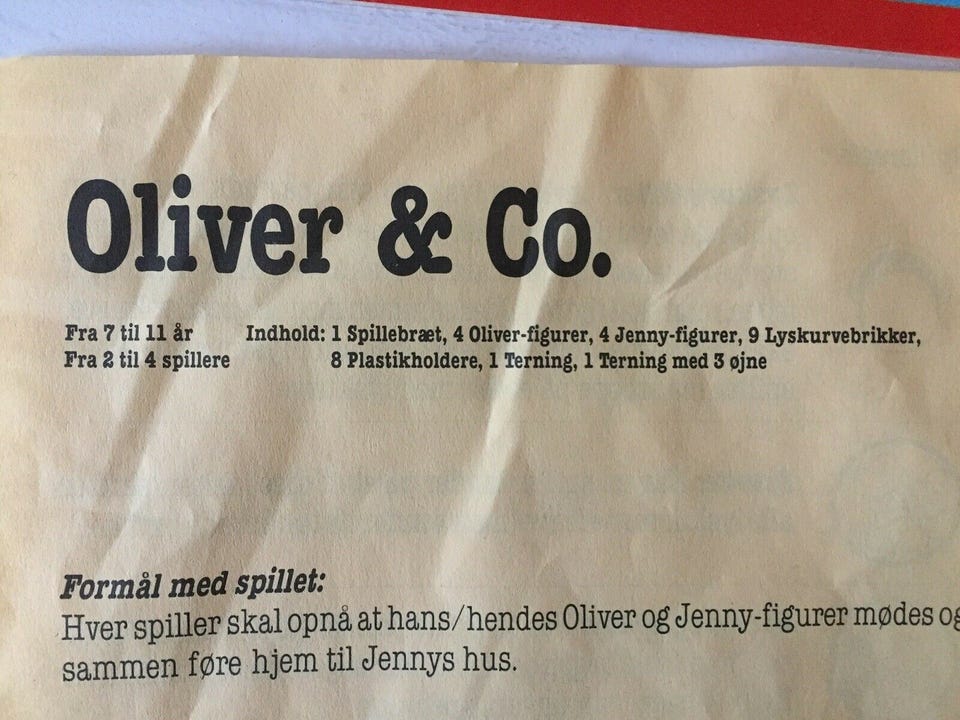 Oliver & Co.
Fra 7 til 11 år Indhold: 1 Spillebræt, 4 Oliver-figurer, 4 Jenny-figurer, 9 Lyskurvebrikker,
Fra 2 til 4 spillere 8 Plastikholdere, 1 Terning, 1 Terning med 3 øjne
Formål med spillet:
Hver spiller skal opnå at hans/hendes Oliver og Jenny-figurer mødes og
sammen føre hjem til Jennys hus.